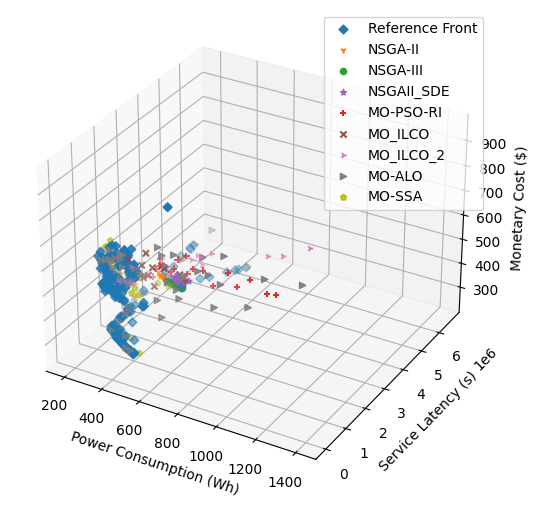 Reference Front
NSGA-II
NSGA-III
NSGAII_SDE
MO-PSO-RI
MO_ILCO
MO_ILCO_2
MO-ALO
MO-SSA
900
800
700
600
500
400
300
Monetary Cost ($)
200
400
600
800
1000
1200
1400
Power Consumption (Wh)
0
1
2
3
4
5
6
1e6
Service Latency (s)